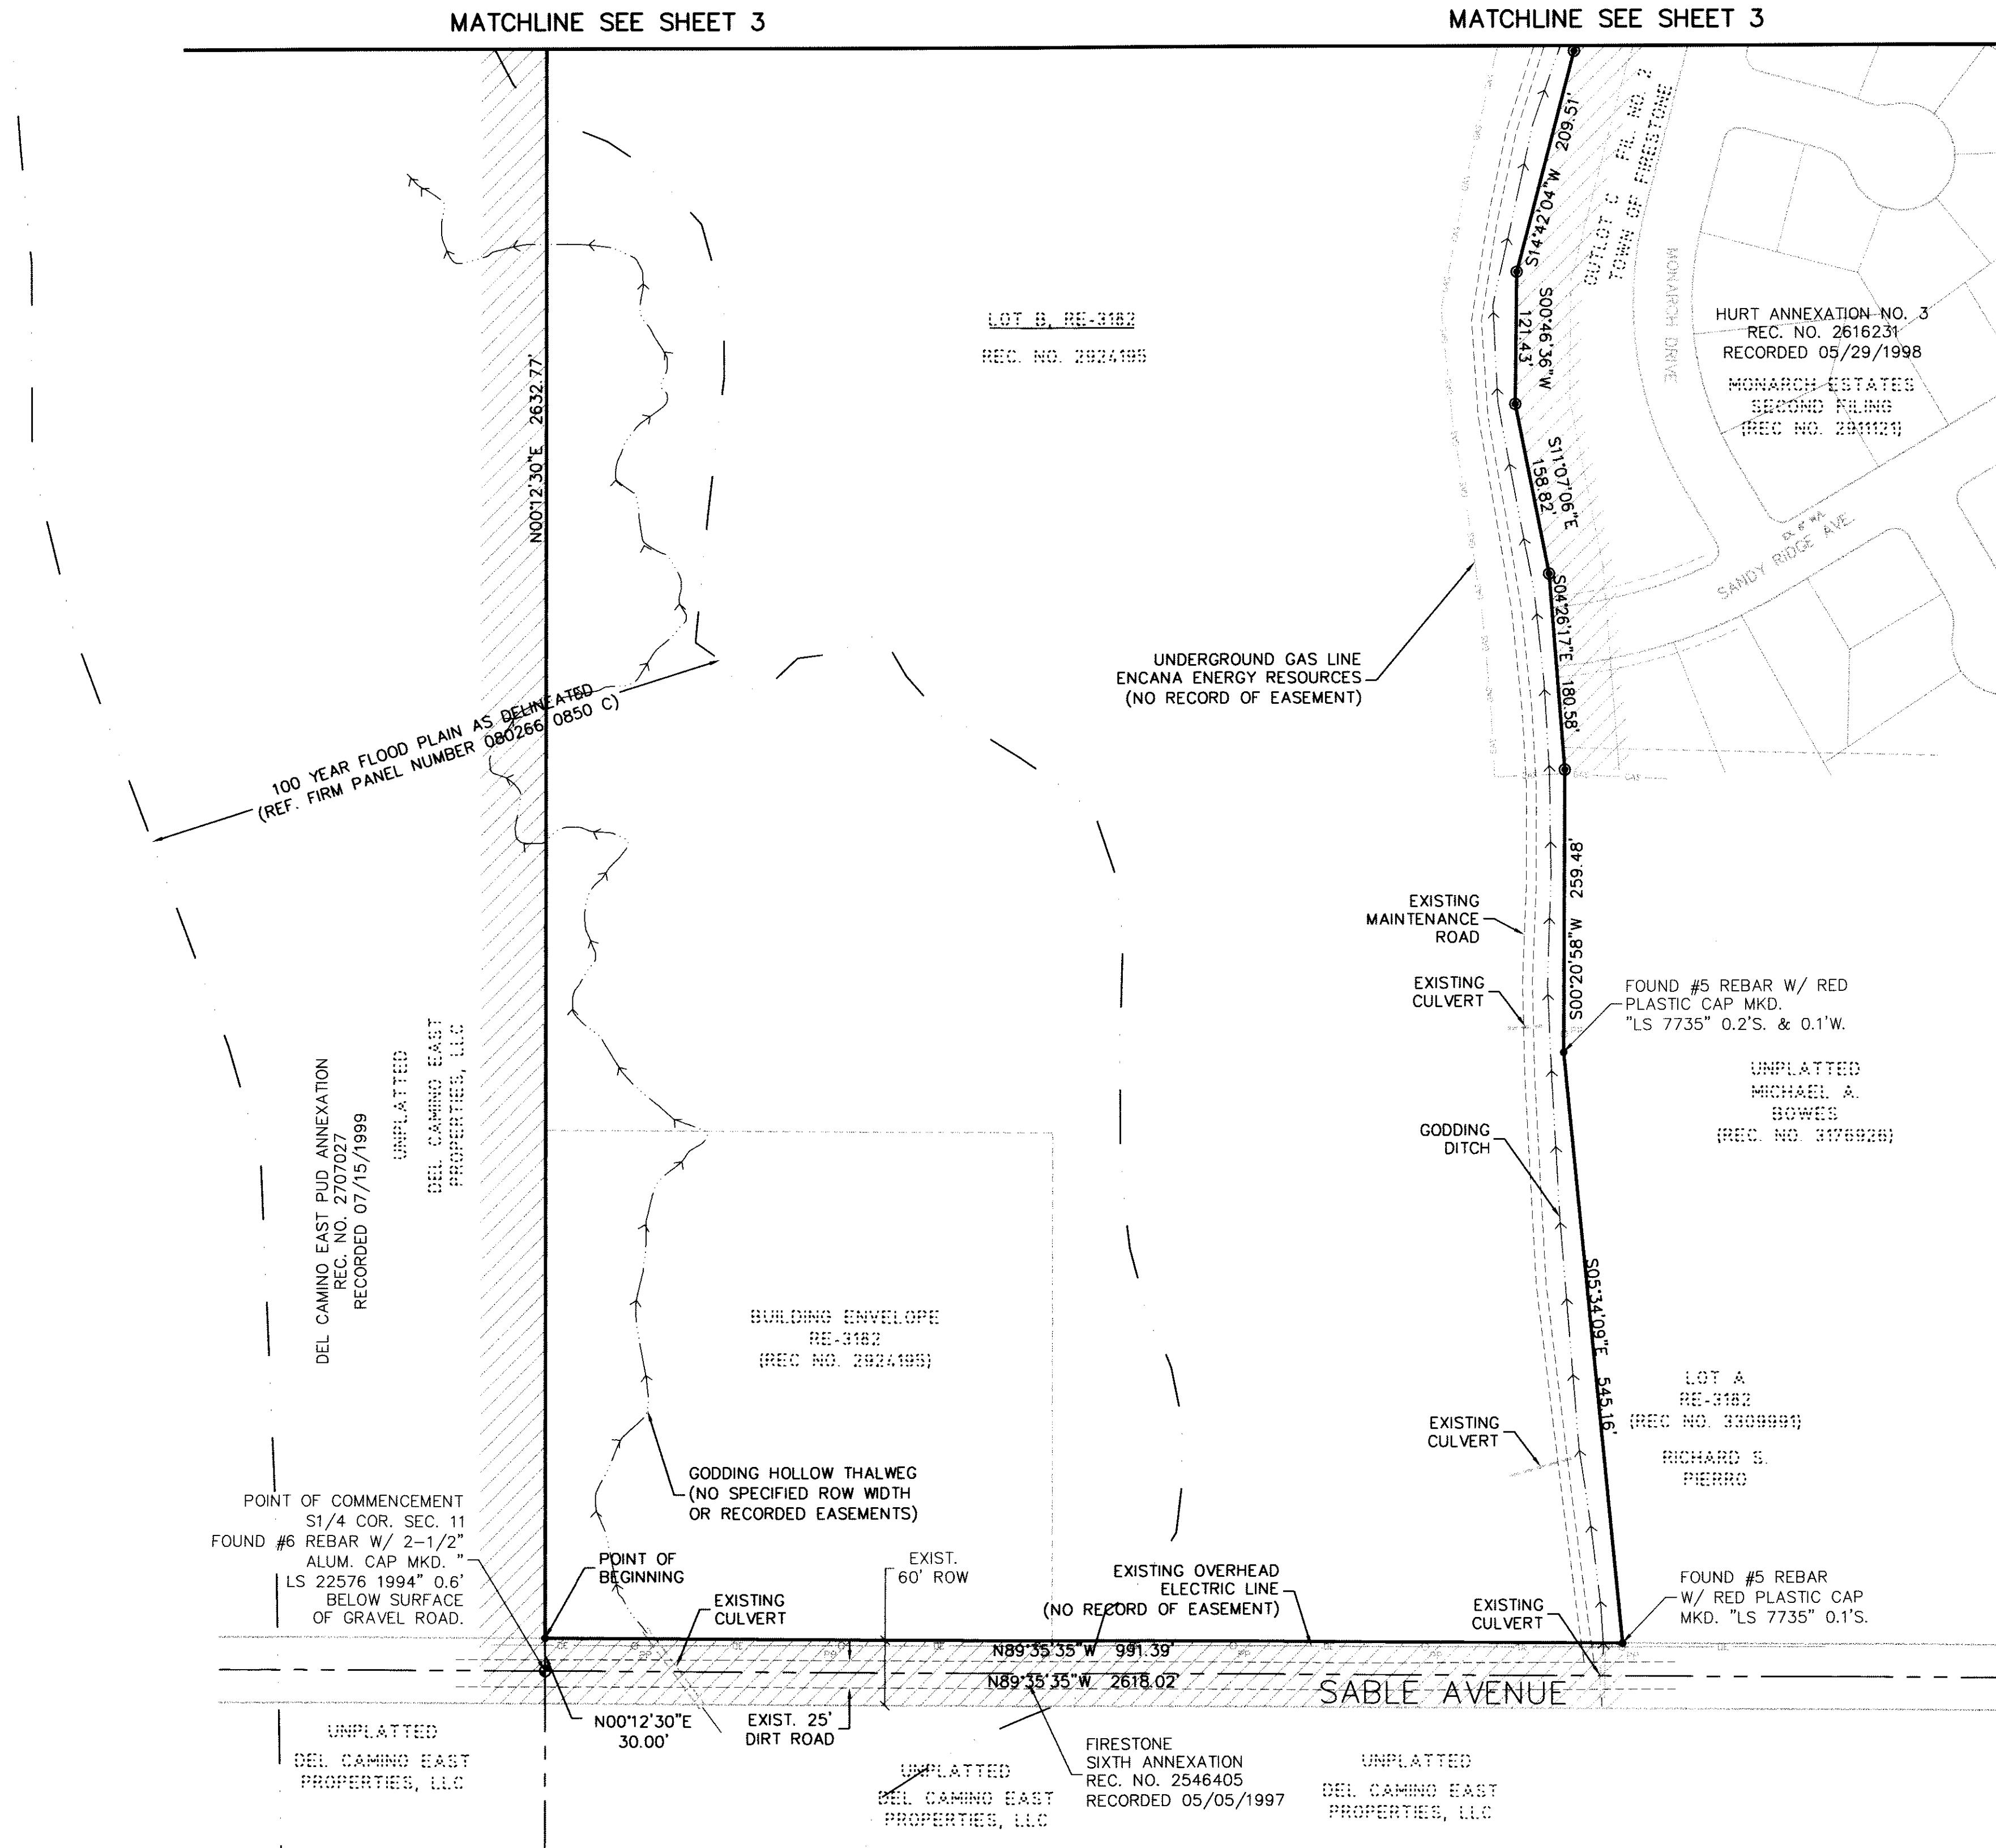 MATCHLINE SEE SHEET 3
MATCHLINE SEE SHEET 3
S14°42'04"W 209.51'
OUTLOT C FIL. NO. 2
TOWN OF FIRESTONE
MONARCH DRIVE
HURT ANNEXATION NO. 3
REC. NO. 2616231
RECORDED 05/29/1998
MONARCH ESTATES
SECOND FILING
(REC NO. 2911121)
LOT B, RE-3182
REC. NO. 2924195
N00°12'30"E 2632.77'
S00°46'36"W
121.43'
S11°07'06"E
158.82'
SANDY RIDGE AVE.
S04°26'17"E 180.58'
UNDERGROUND GAS LINE
ENCANA ENERGY RESOURCES
(NO RECORD OF EASEMENT)
100 YEAR FLOOD PLAIN AS DELINEATED
(REF. FIRM PANEL NUMBER 080266 0850 C)
GAS
GAS
GAS
S00°20'58"W 259.48'
EXISTING
MAINTENANCE
ROAD
EXISTING
CULVERT
FOUND #5 REBAR W/ RED
PLASTIC CAP MKD.
"LS 7735" 0.2'S. & 0.1'W.
UNPLATTED
MICHAEL A.
BOWES
(REC. NO. 3176926)
DEL CAMINO EAST PUD ANNEXATION
REC. NO. 2707027
RECORDED 07/15/1999
UNPLATTED
DEL CAMINO EAST
PROPERTIES, LLC
GODDING
DITCH
S05°34'09"E 545.16'
BUILDING ENVELOPE
RE-3182
(REC NO. 2924195)
LOT A
RE-3182
(REC NO. 3309991)
RICHARD S.
PIERRO
EXISTING
CULVERT
GODDING HOLLOW THALWEG
(NO SPECIFIED ROW WIDTH
OR RECORDED EASEMENTS)
POINT OF COMMENCEMENT
S1/4 COR. SEC. 11
FOUND #6 REBAR W/ 2-1/2"
ALUM. CAP MKD. "
LS 22576 1994" 0.6'
BELOW SURFACE
OF GRAVEL ROAD.
POINT OF
BEGINNING
EXISTING
CULVERT
EXIST.
60' ROW
EXISTING OVERHEAD
ELECTRIC LINE
(NO RECORD OF EASEMENT)
EXISTING
CULVERT
FOUND #5 REBAR
W/ RED PLASTIC CAP
MKD. "LS 7735" 0.1'S.
N89°35'35"W 991.39'
N89°35'35"W 2618.02'
SABLE AVENUE
N00°12'30"E
30.00'
EXIST. 25'
DIRT ROAD
UNPLATTED
DEL CAMINO EAST
PROPERTIES, LLC
UNPLATTED
DEL CAMINO EAST
PROPERTIES, LLC
FIRESTONE
SIXTH ANNEXATION
REC. NO. 2546405
RECORDED 05/05/1997
UNPLATTED
DEL CAMINO EAST
PROPERTIES, LLC